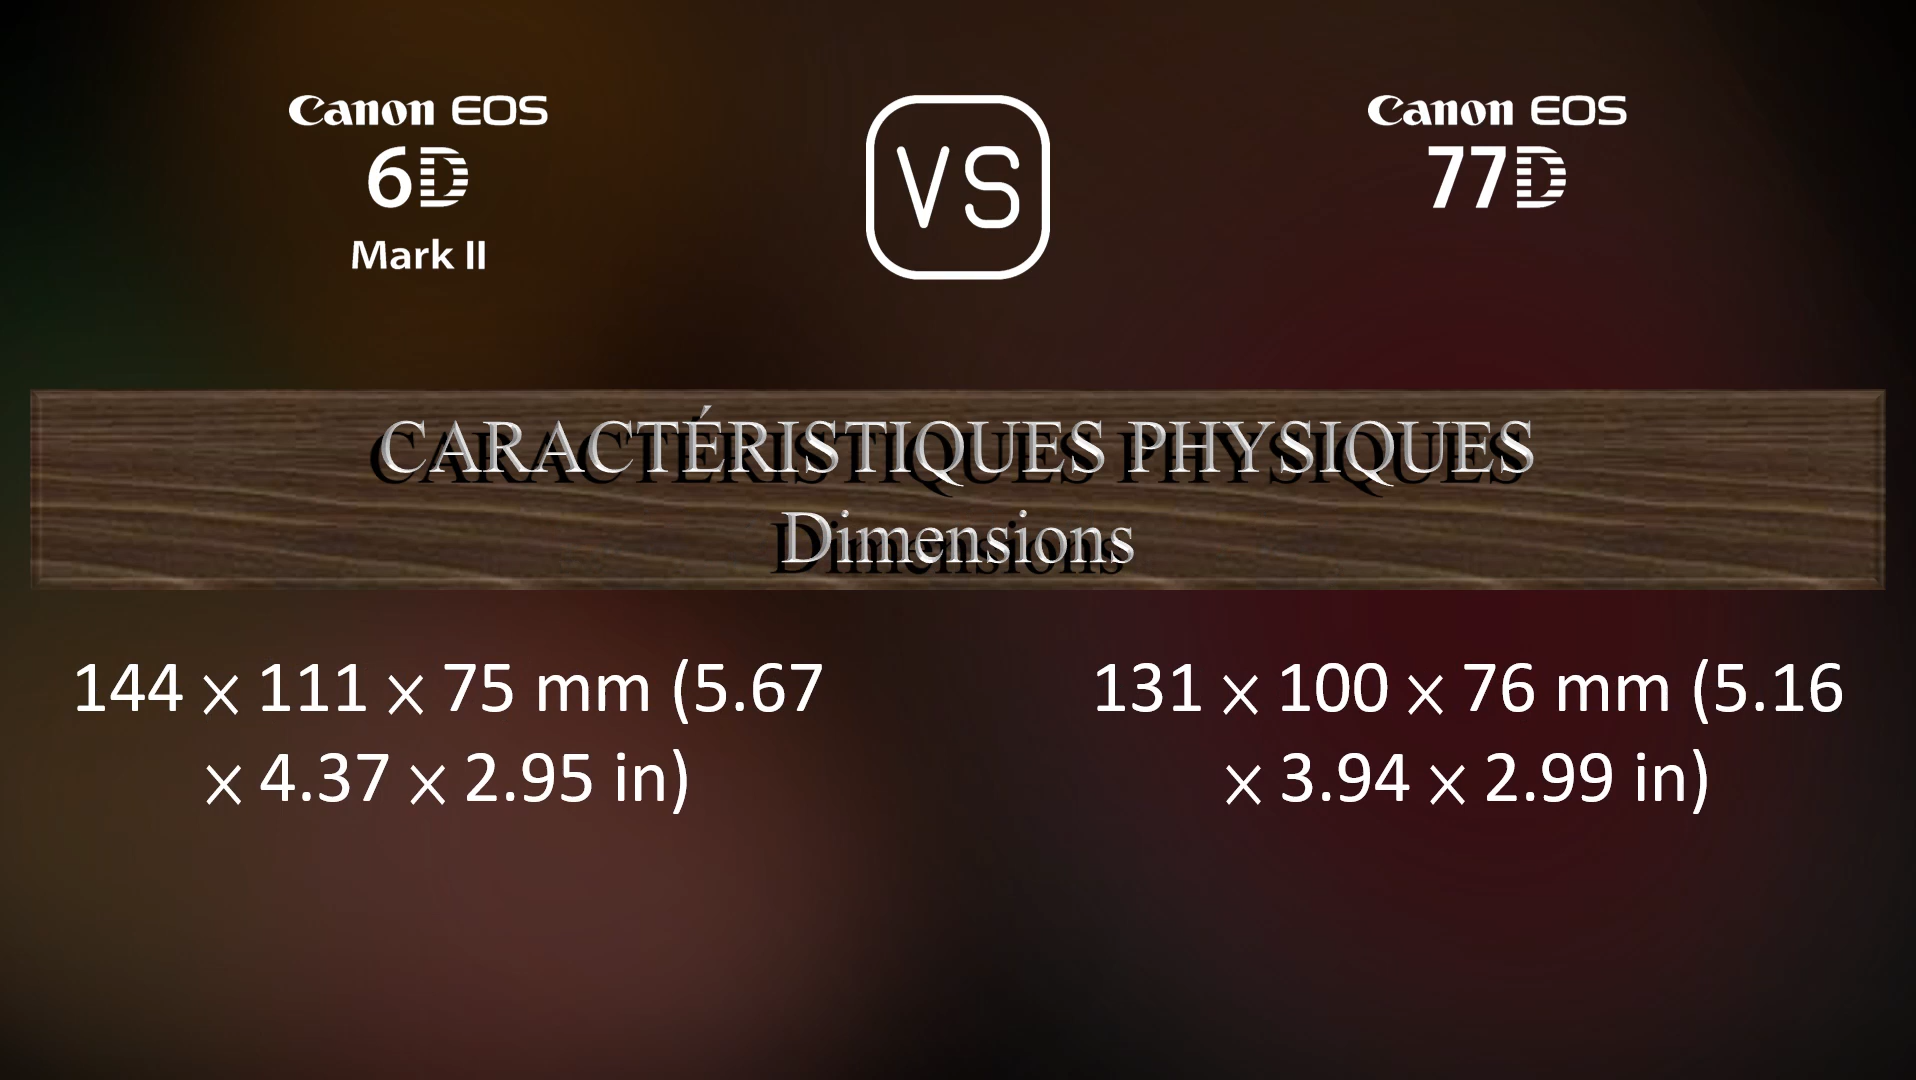 Canon EOS
6D
Mark II
VS
Canon EOS
77D
CARACTÉRISTIQUES PHYSIQUES
Dimensions
144 x 111 x 75 mm (5.67
x 4.37 x 2.95 in)
131 x 100 x 76 mm (5.16
x 3.94 x 2.99 in)